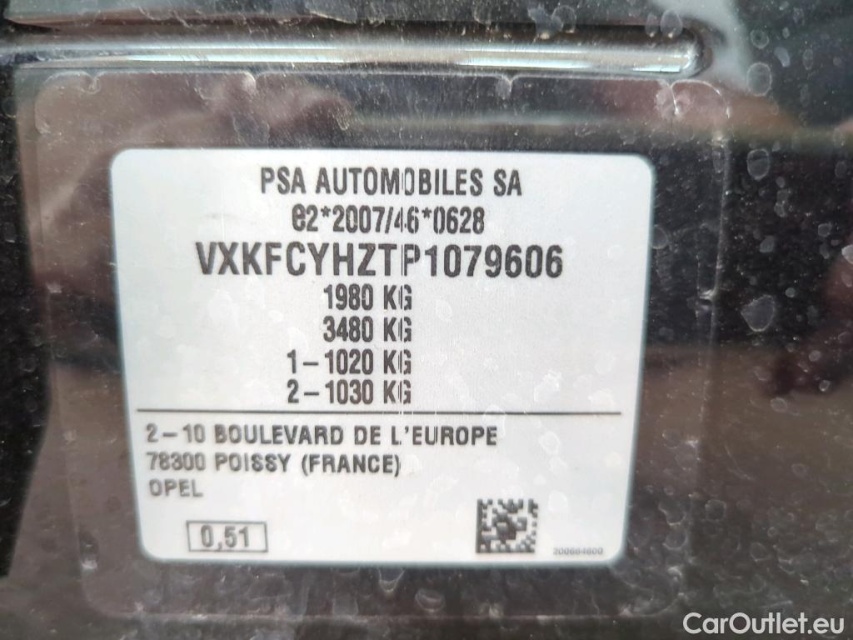 PSA AUTOMOBILES SA
e2*2007/46*0628
VXKFCYHZTP1079606
1980 KG
3480 KG
1-1020 KG
2-1030 KG
2-10 BOULEVARD DE L'EUROPE
78300 POISSY (FRANCE)
OPEL
0,51
CarOutlet.eu